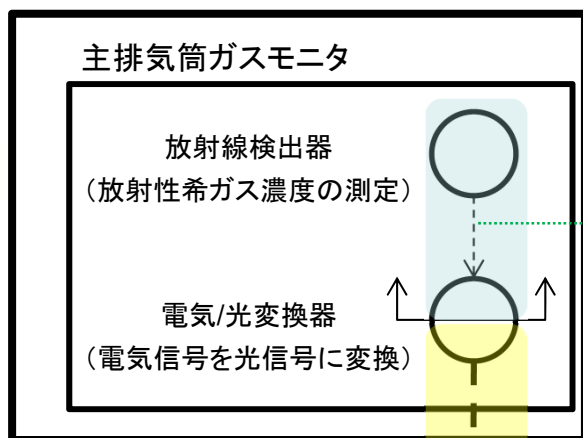 主排気筒ガスモニタ
放射線検出器
（放射性希ガス濃度の測定）
電気/光変換器
（電気信号を光信号に変換）